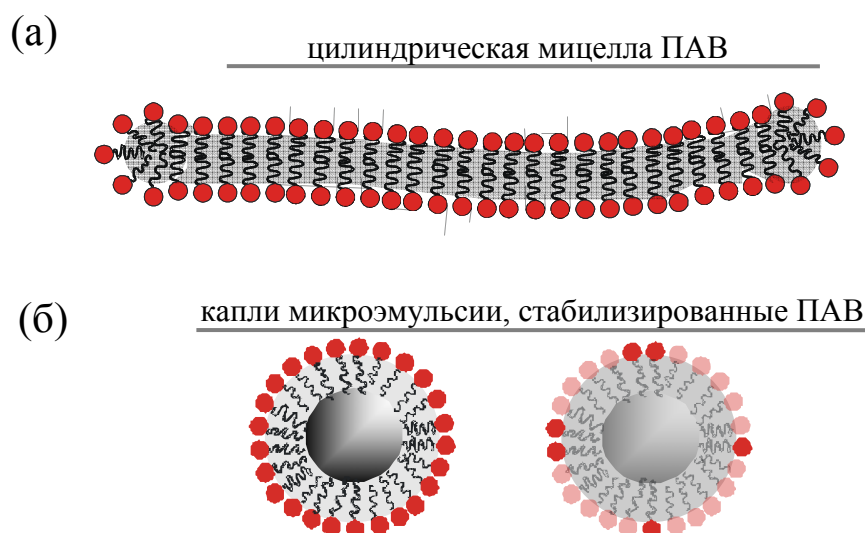 (а)
цилиндрическая мицелла ПАВ
(б)
капли микроэмульсии, стабилизированные ПАВ